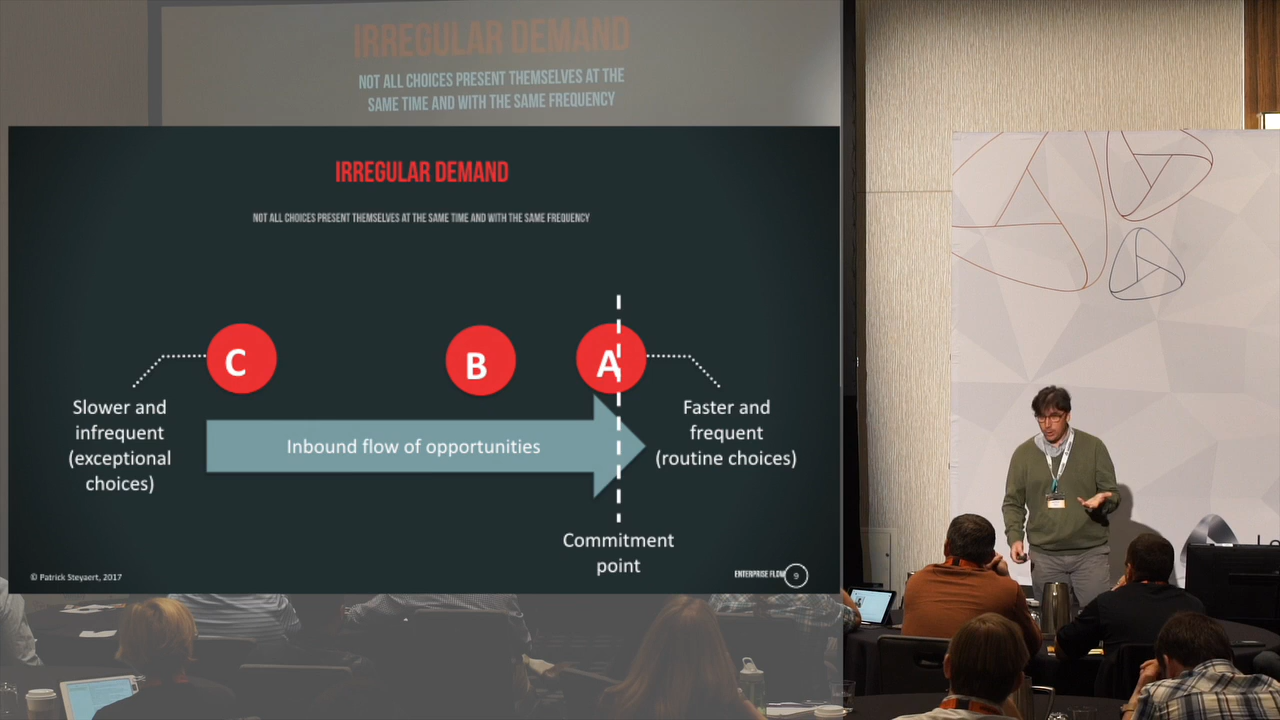 IRREGULAR DEMAND
NOT ALL CHOICES PRESENT THEMSELVES AT THE
SAME TIME AND WITH THE SAME FREQUENCY
IRREGULAR DEMAND
NOT ALL CHOICES PRESENT THEMSELVES AT THE SAME TIME AND WITH THE SAME FREQUENCY
C
B
A
Slower and
infrequent
(exceptional
choices)
Inbound flow of opportunities
Faster and
frequent
(routine choices)
Commitment
point
© Patrick Steyaert, 2017
ENTERPRISE FLOW
9